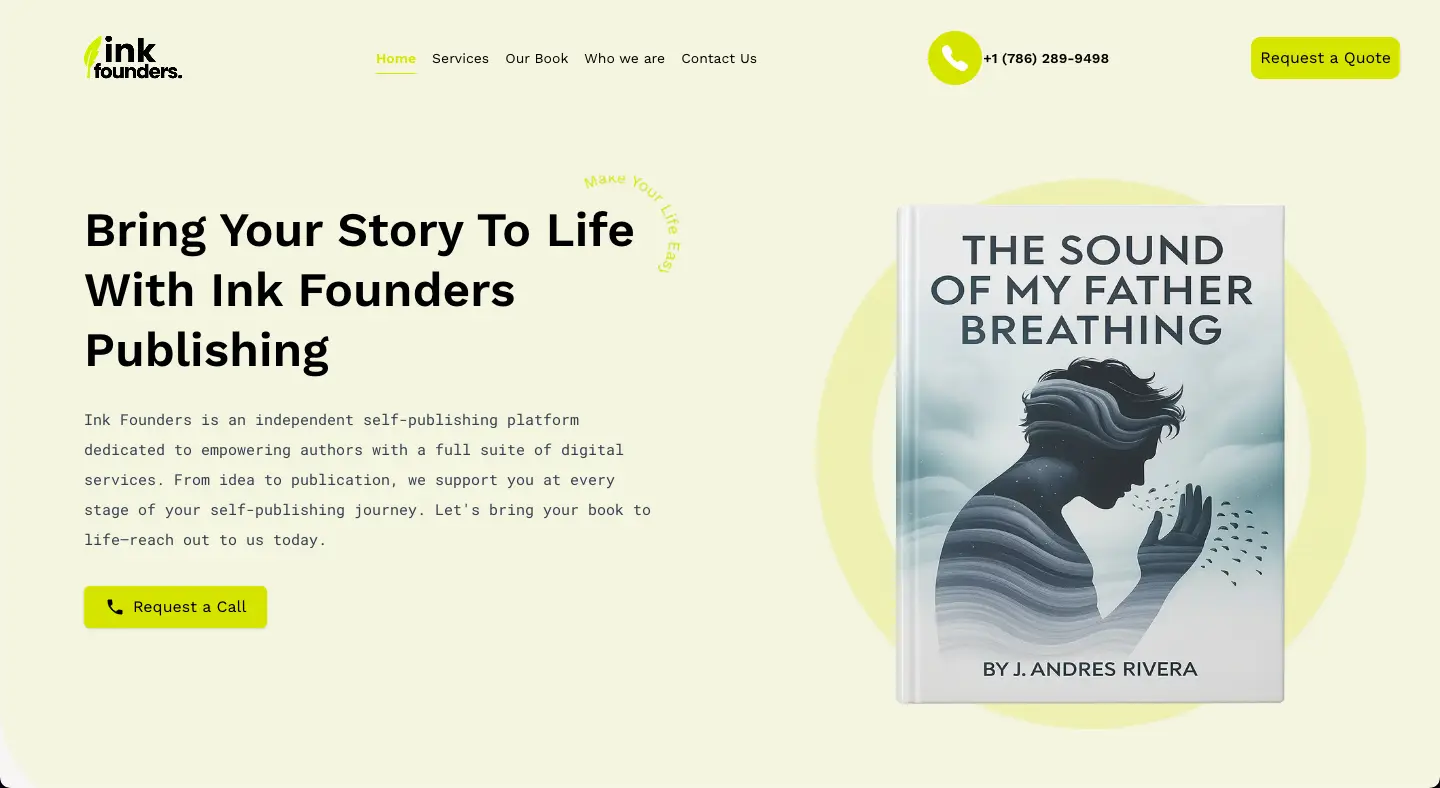 ink
founders.
Home
Services
Our Book
Who we are
Contact Us
+1 (786) 289-9498
Request a Quote
Make Your Life Easy
Bring Your Story To Life
With Ink Founders
Publishing
Ink Founders is an independent self-publishing platform
dedicated to empowering authors with a full suite of digital
services. From idea to publication, we support you at every
stage of your self-publishing journey. Let's bring your book to
life—reach out to us today.
Request a Call
THE SOUND
OF MY FATHER
BREATHING
BY J. ANDRES RIVERA